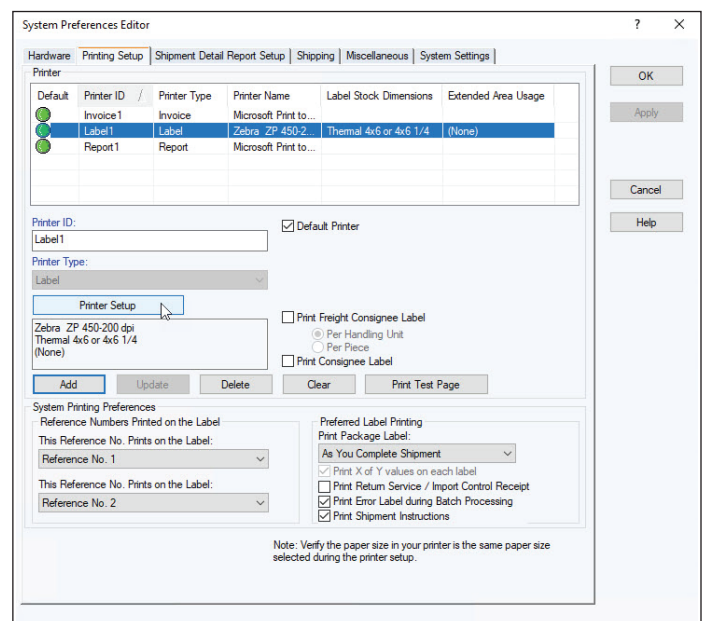 System Preferences Editor ? X
Hardware Printing Setup Shipment Detail Report Setup Shipping Miscellaneous System Settings
Printer
Default Printer ID / Printer Type Printer Name Label Stock Dimensions Extended Area Usage
Invoice1 Invoice Microsoft Print to...
Label1 Label Zebra ZP 450-2... Thermal 4x6 or 4x6 1/4 (None)
Report1 Report Microsoft Print to...
OK
Apply
Cancel
Help
Printer ID:
Label1
Default Printer
Printer Type:
Label
Printer Setup
Zebra ZP 450-200 dpi
Thermal 4x6 or 4x6 1/4
(None)
Print Freight Consignee Label
Per Handling Unit
Per Piece
Print Consignee Label
Add Update Delete Clear Print Test Page
System Printing Preferences
Reference Numbers Printed on the Label
This Reference No. Prints on the Label:
Reference No. 1
This Reference No. Prints on the Label:
Reference No. 2
Preferred Label Printing
Print Package Label:
As You Complete Shipment
Print X of Y values on each label
Print Return Service / Import Control Receipt
Print Error Label during Batch Processing
Print Shipment Instructions
Note: Verify the paper size in your printer is the same paper size
selected during the printer setup.